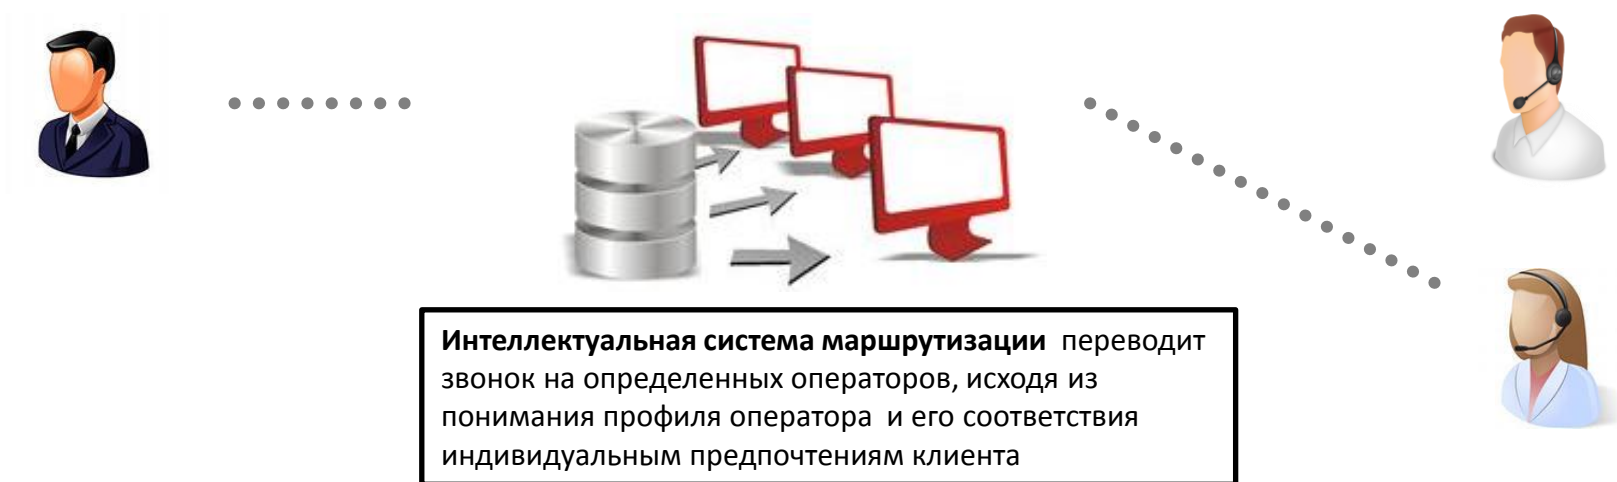 Интеллектуальная система маршрутизации переводит
звонок на определенных операторов, исходя из
понимания профиля оператора и его соответствия
индивидуальным предпочтениям клиента